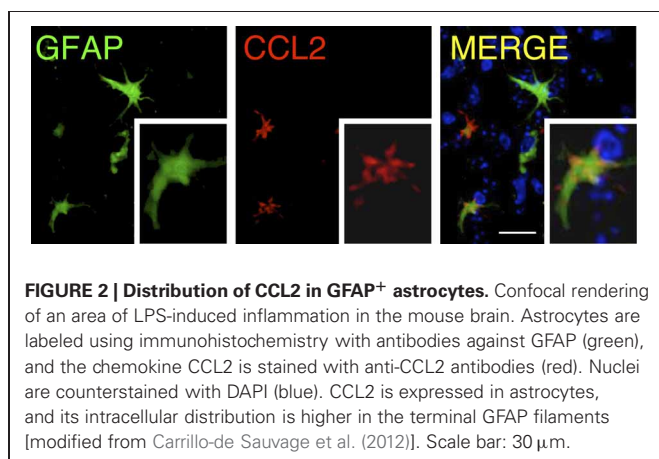 GFAP CCL2 MERGE
FIGURE 2 | Distribution of CCL2 in GFAP⁺ astrocytes. Confocal rendering
of an area of LPS-induced inflammation in the mouse brain. Astrocytes are
labeled using immunohistochemistry with antibodies against GFAP (green),
and the chemokine CCL2 is stained with anti-CCL2 antibodies (red). Nuclei
are counterstained with DAPI (blue). CCL2 is expressed in astrocytes,
and its intracellular distribution is higher in the terminal GFAP filaments
[modified from Carrillo-de Sauvage et al. (2012)]. Scale bar: 30 μm.